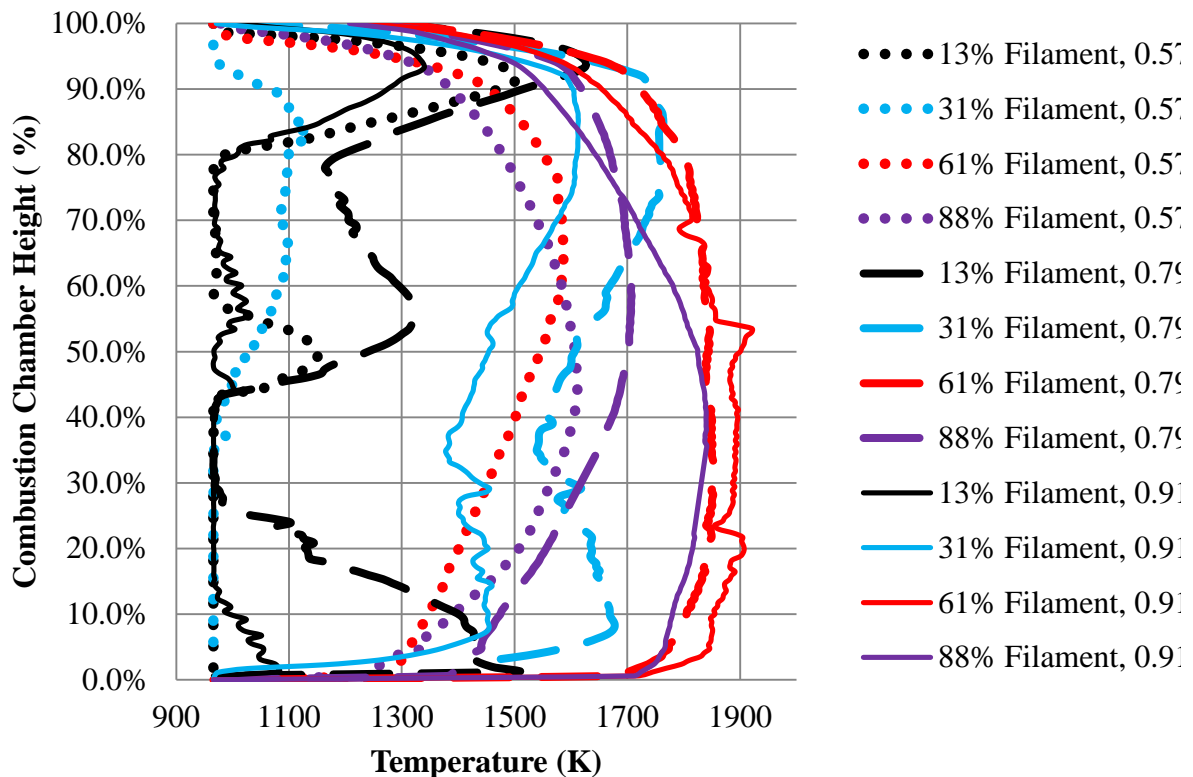 Combustion Chamber Height ( %)
100.0%
90.0%
80.0%
70.0%
60.0%
50.0%
40.0%
30.0%
20.0%
10.0%
0.0%
900
1100
1300
1500
1700
1900
Temperature (K)
13% Filament, 0.57
31% Filament, 0.57
61% Filament, 0.57
88% Filament, 0.57
13% Filament, 0.79
31% Filament, 0.79
61% Filament, 0.79
88% Filament, 0.79
13% Filament, 0.91
31% Filament, 0.91
61% Filament, 0.91
88% Filament, 0.91